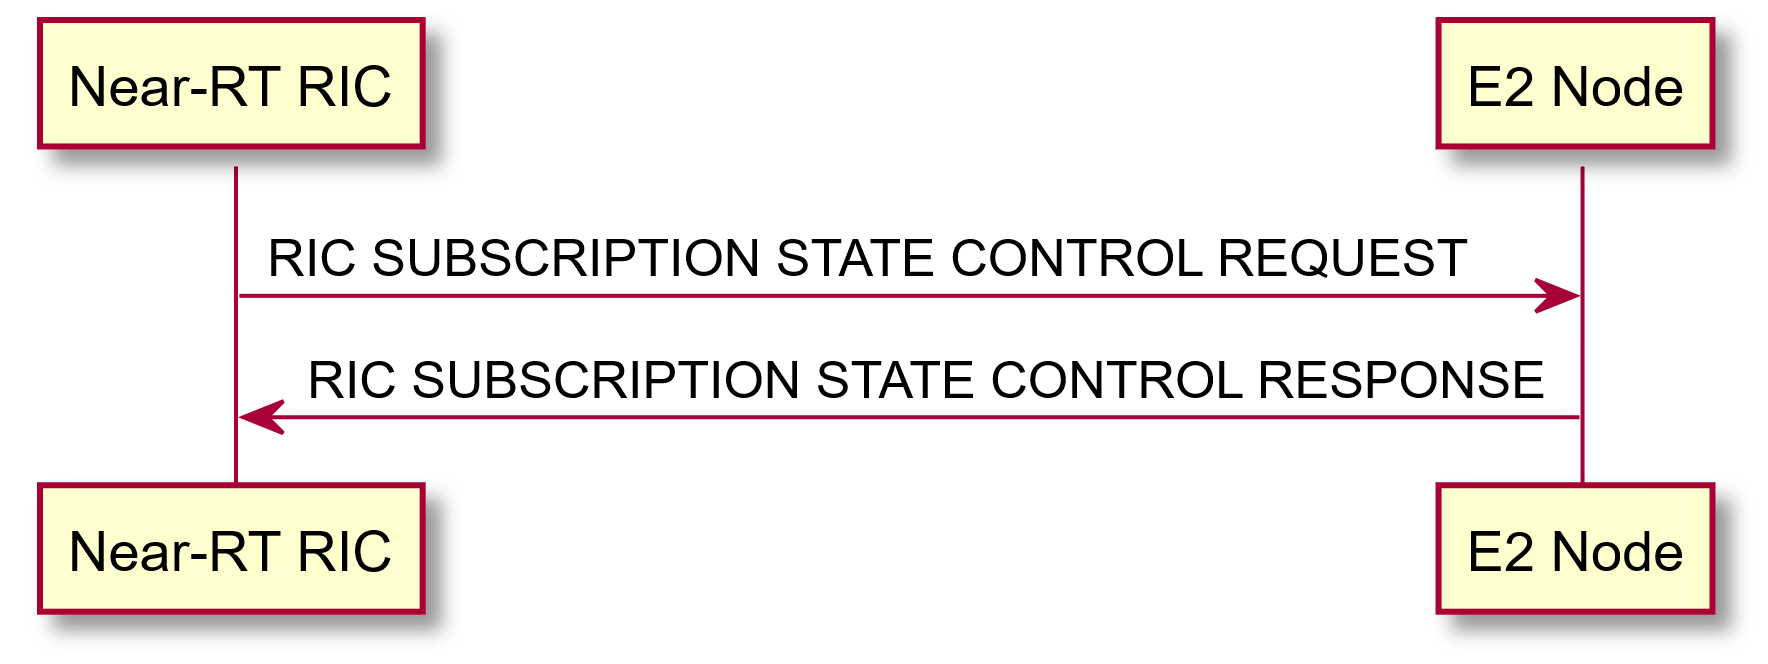 Near-RT RIC
E2 Node
RIC SUBSCRIPTION STATE CONTROL REQUEST
RIC SUBSCRIPTION STATE CONTROL RESPONSE
Near-RT RIC
E2 Node